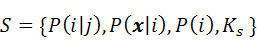 S = {P(i|j), P(𝒙|i), P(i), K_s }